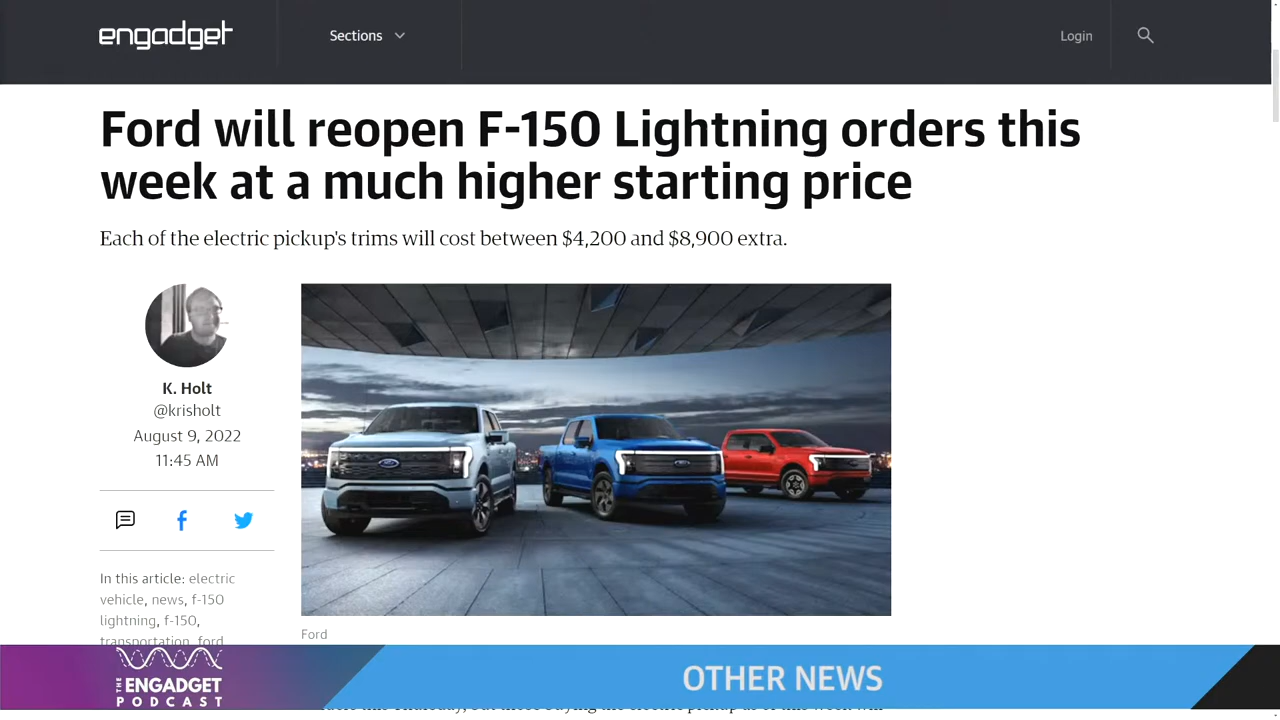 engadget
Sections
Login
Ford will reopen F-150 Lightning orders this
week at a much higher starting price
Each of the electric pickup's trims will cost between $4,200 and $8,900 extra.
K. Holt
@krisholt
August 9, 2022
11:45 AM
In this article: electric
vehicle, news, f-150
lightning, f-150,
transportation, ford
Ford
THE
ENGADGET
PODCAST
OTHER NEWS